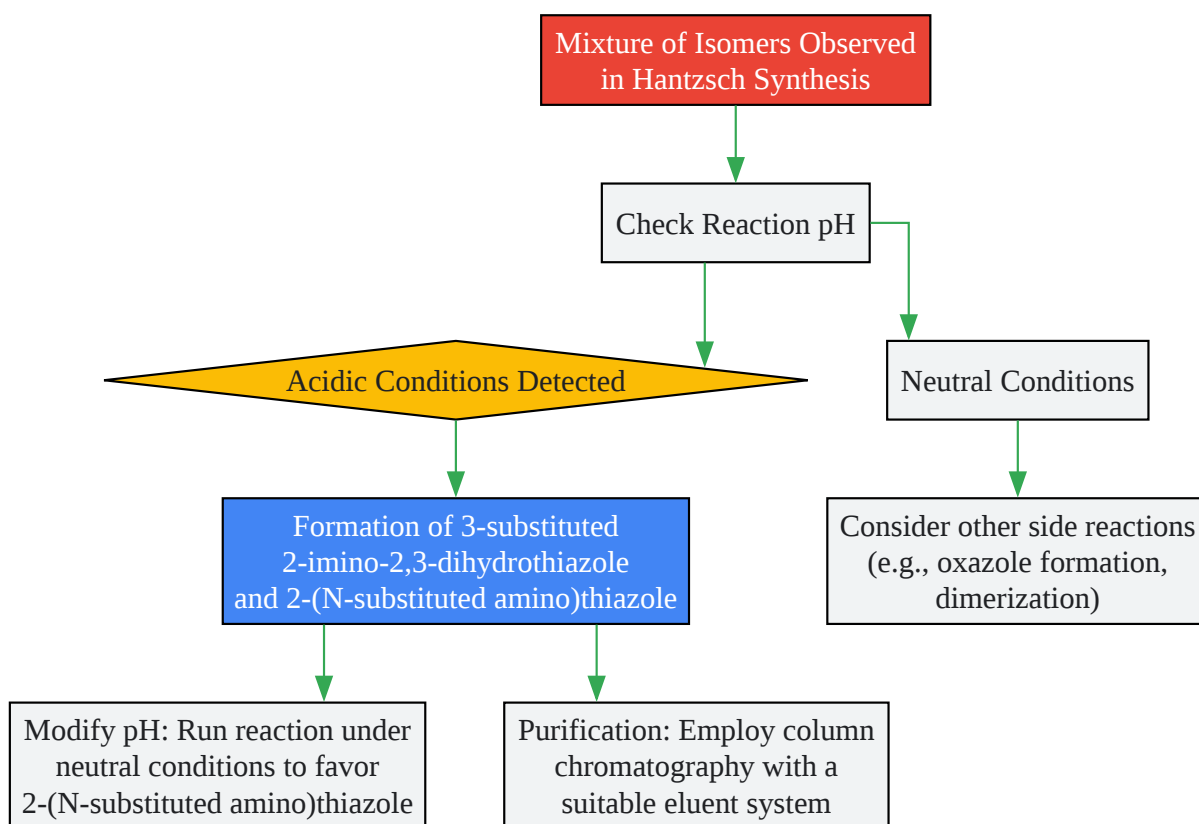 Mixture of Isomers Observed
in Hantzsch Synthesis
Check Reaction pH
Acidic Conditions Detected
Neutral Conditions
Formation of 3-substituted
2-imino-2,3-dihydrothiazole
and 2-(N-substituted amino)thiazole
Consider other side reactions
(e.g., oxazole formation,
dimerization)
Modify pH: Run reaction under
neutral conditions to favor
2-(N-substituted amino)thiazole
Purification: Employ column
chromatography with a
suitable eluent system